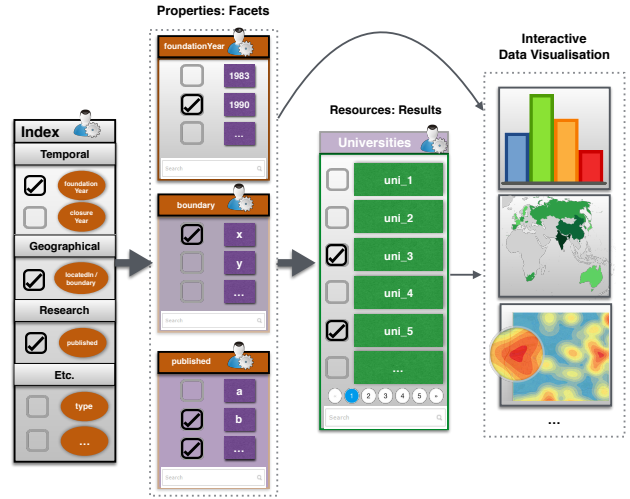 Properties: Facets
Interactive
Data Visualisation
foundationYear
1983
1990
...
Search
Resources: Results
Index
Temporal
foundation
Year
closure
Year
Geographical
locatedIn /
boundary
Research
published
Etc.
type
...
boundary
x
y
...
Search
published
a
b
...
Search
Universities
uni_1
uni_2
uni_3
uni_4
uni_5
...
1 2 3 4 5
Search
...